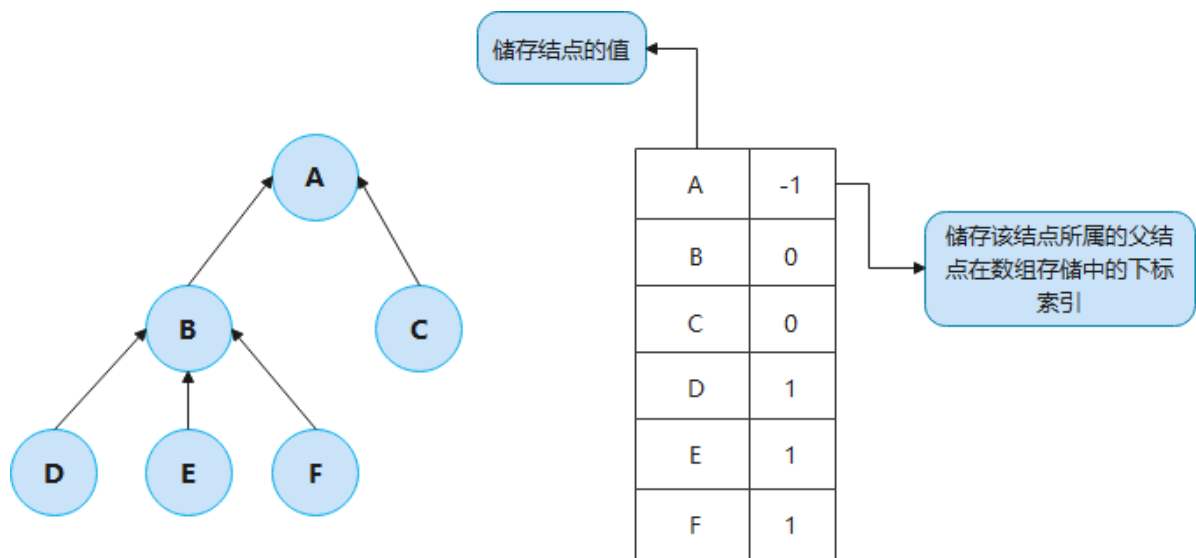 储存结点的值
A
B
C
D
E
F
A -1
B 0
C 0
D 1
E 1
F 1
储存该结点所属的父结
点在数组存储中的下标
索引